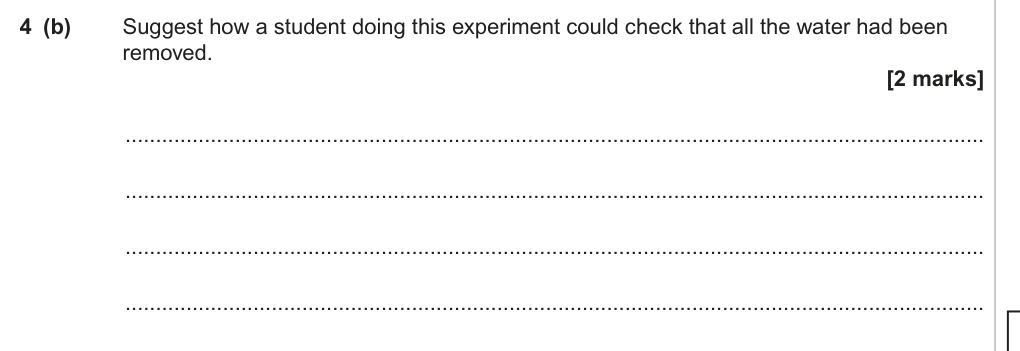 4 (b) Suggest how a student doing this experiment could check that all the water had been
removed.
[2 marks]